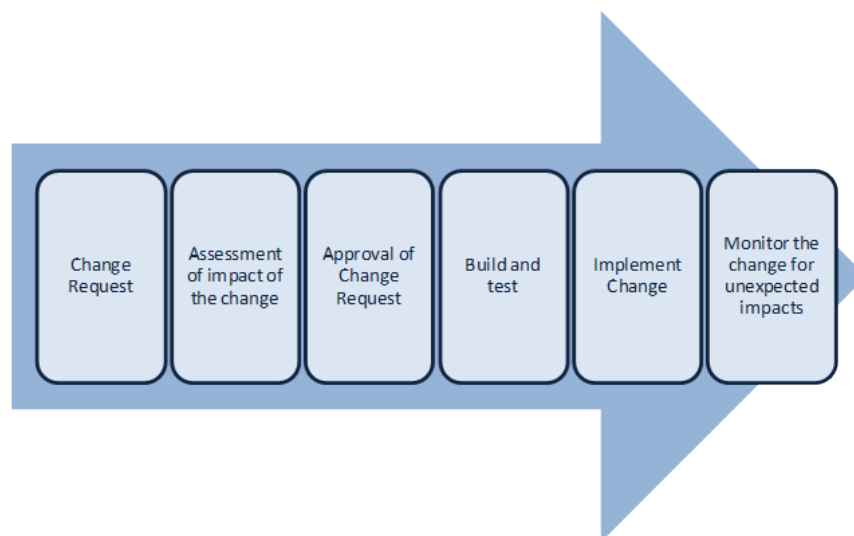 Change
Request
Assessment
of impact of
the change
Approval of
Change
Request
Build and
test
Implement
Change
Monitor the
change for
unexpected
impacts